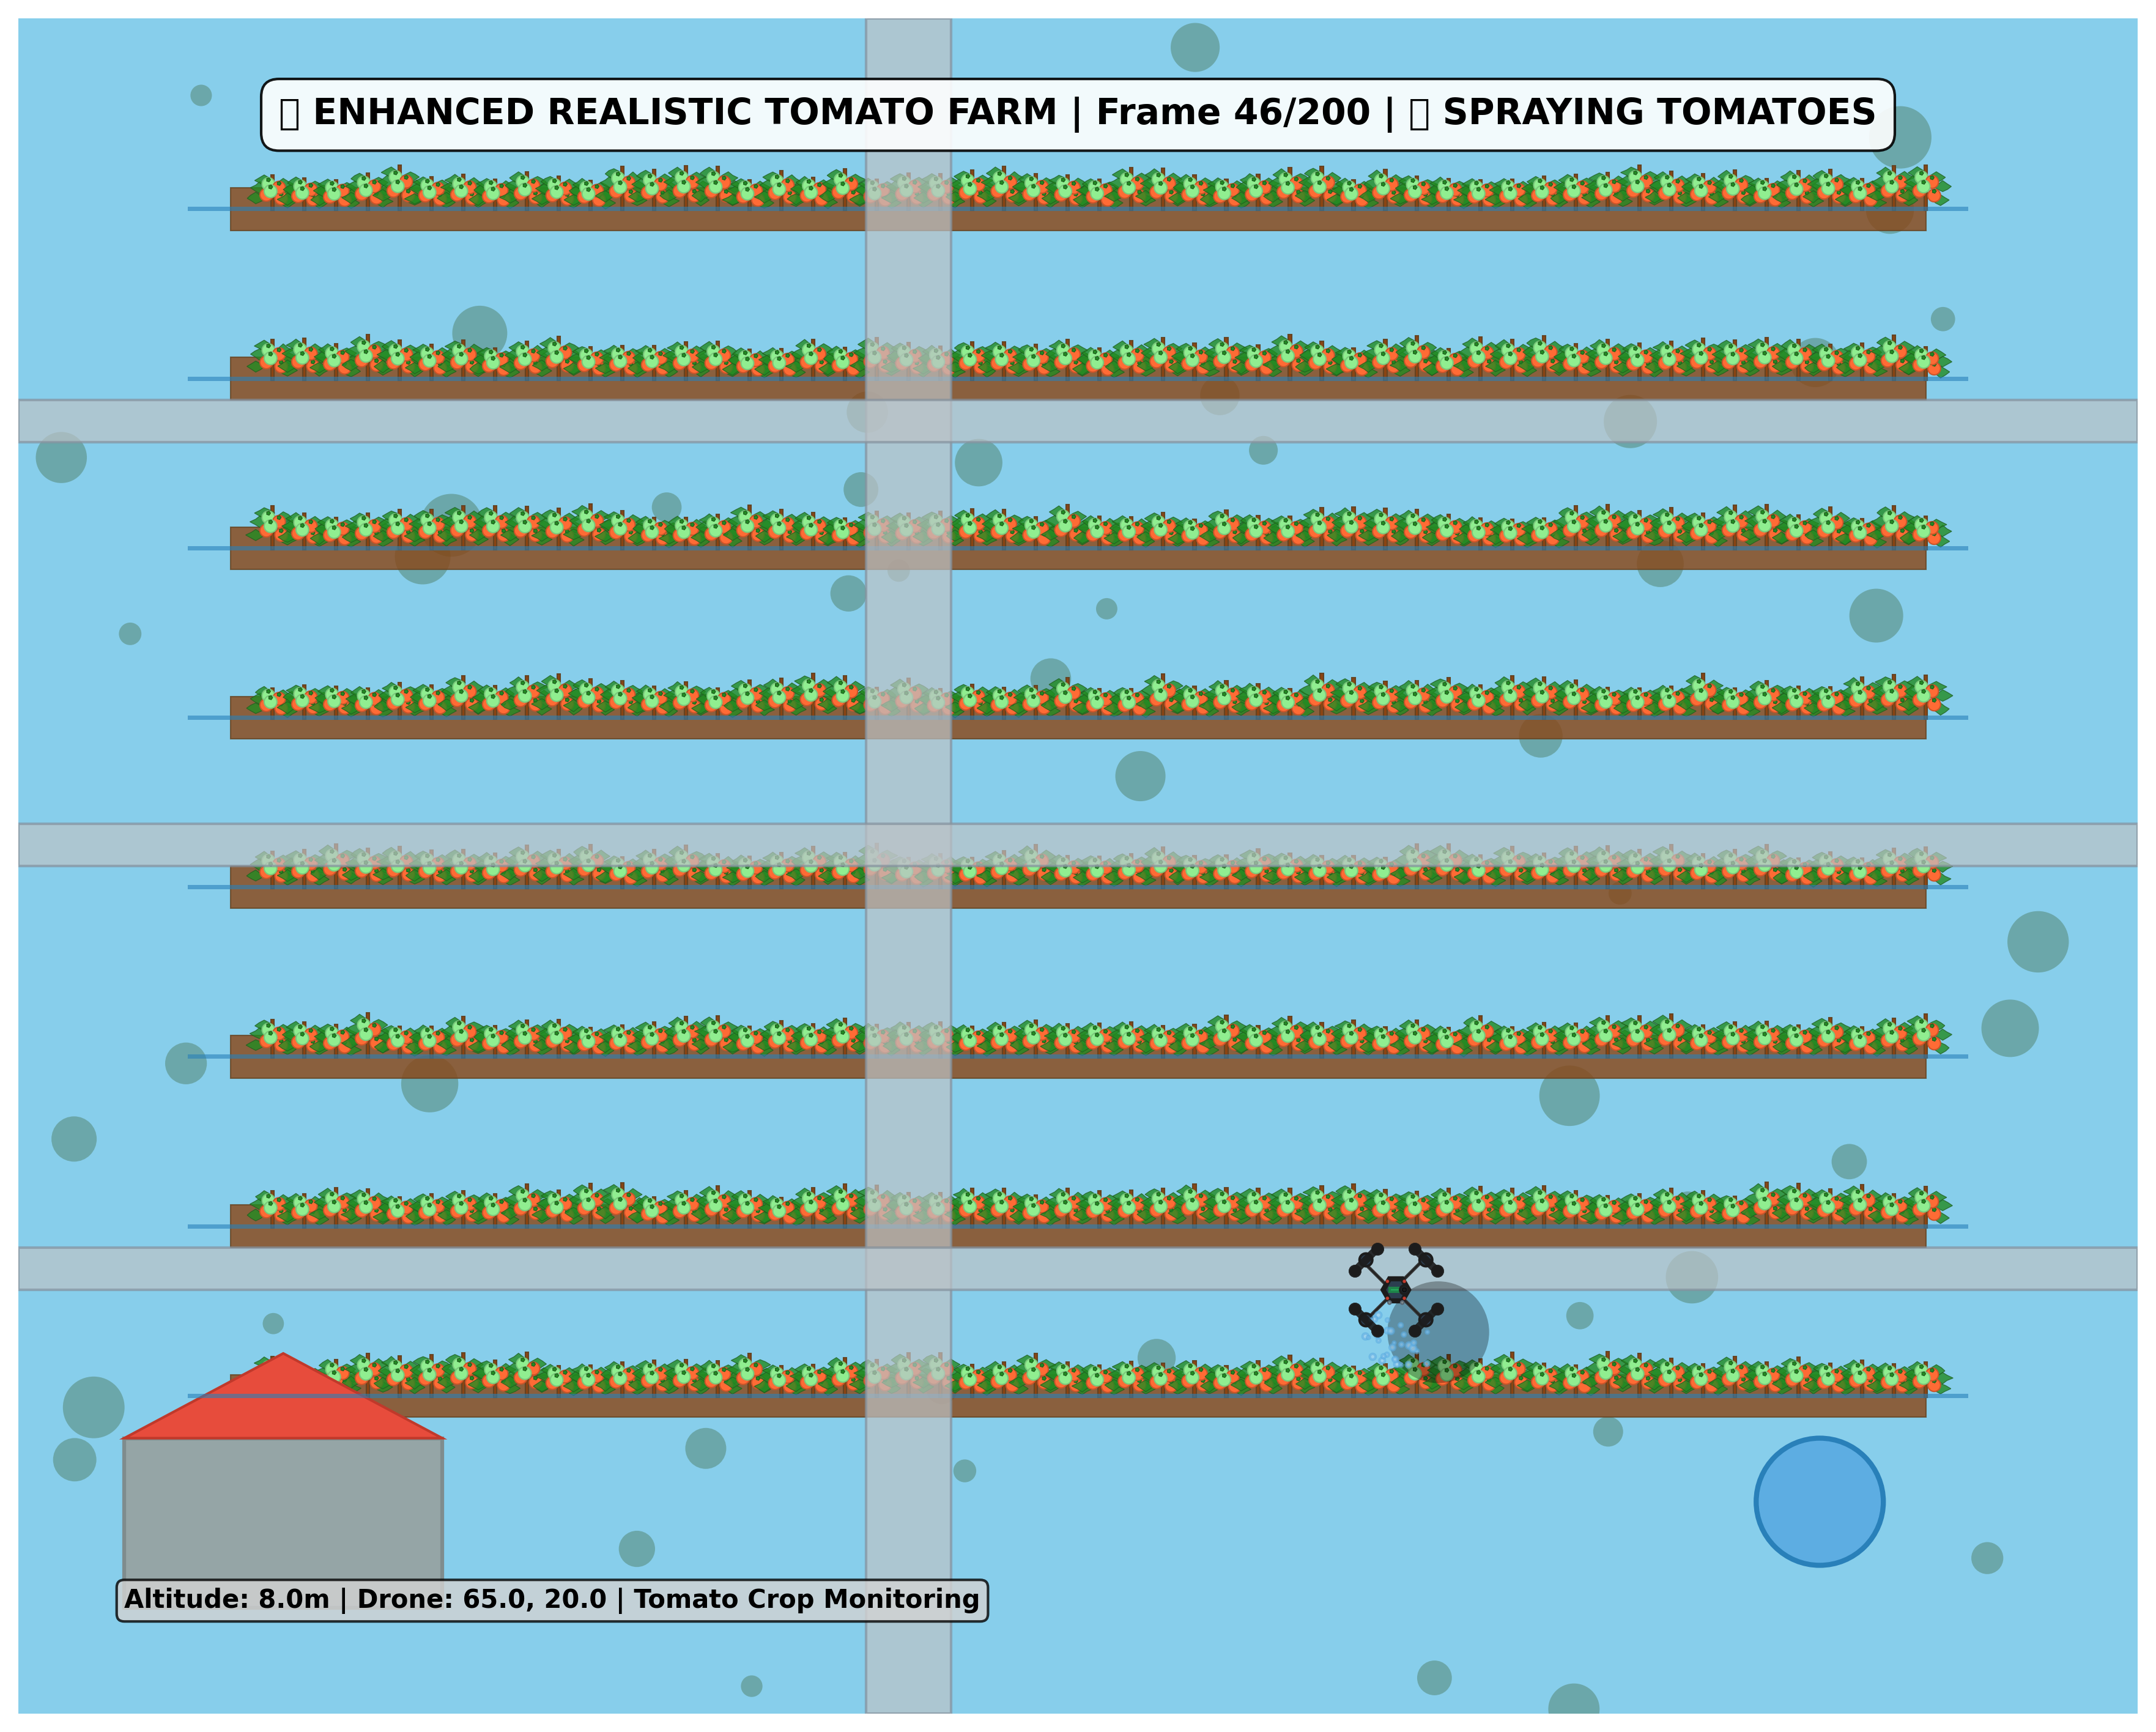 ▯ ENHANCED REALISTIC TOMATO FARM | Frame 46/200 | ▯ SPRAYING TOMATOES
Altitude: 8.0m | Drone: 65.0, 20.0 | Tomato Crop Monitoring